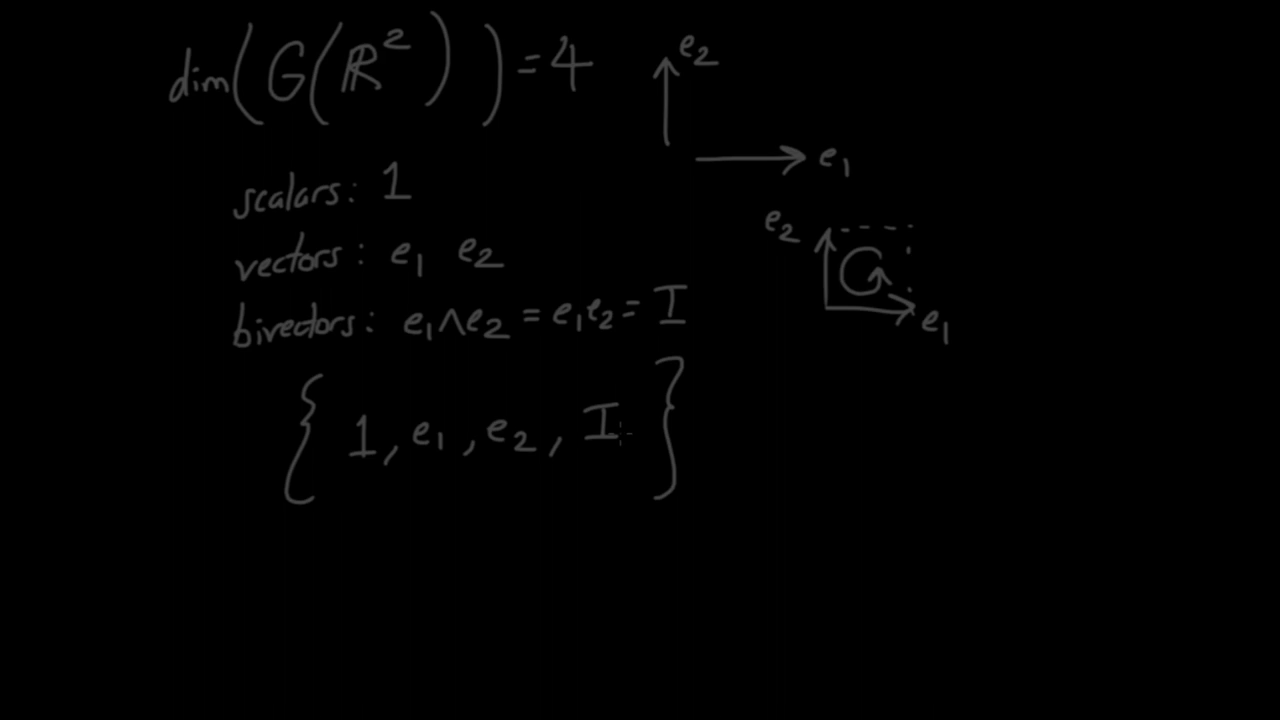 dim(G(ℝ²)) = 4
e₂
e₁
scalars: 1
vectors: e₁ e₂
bivectors: e₁∧e₂ = e₁e₂ = I
e₂
e₁
{ 1, e₁, e₂, I }